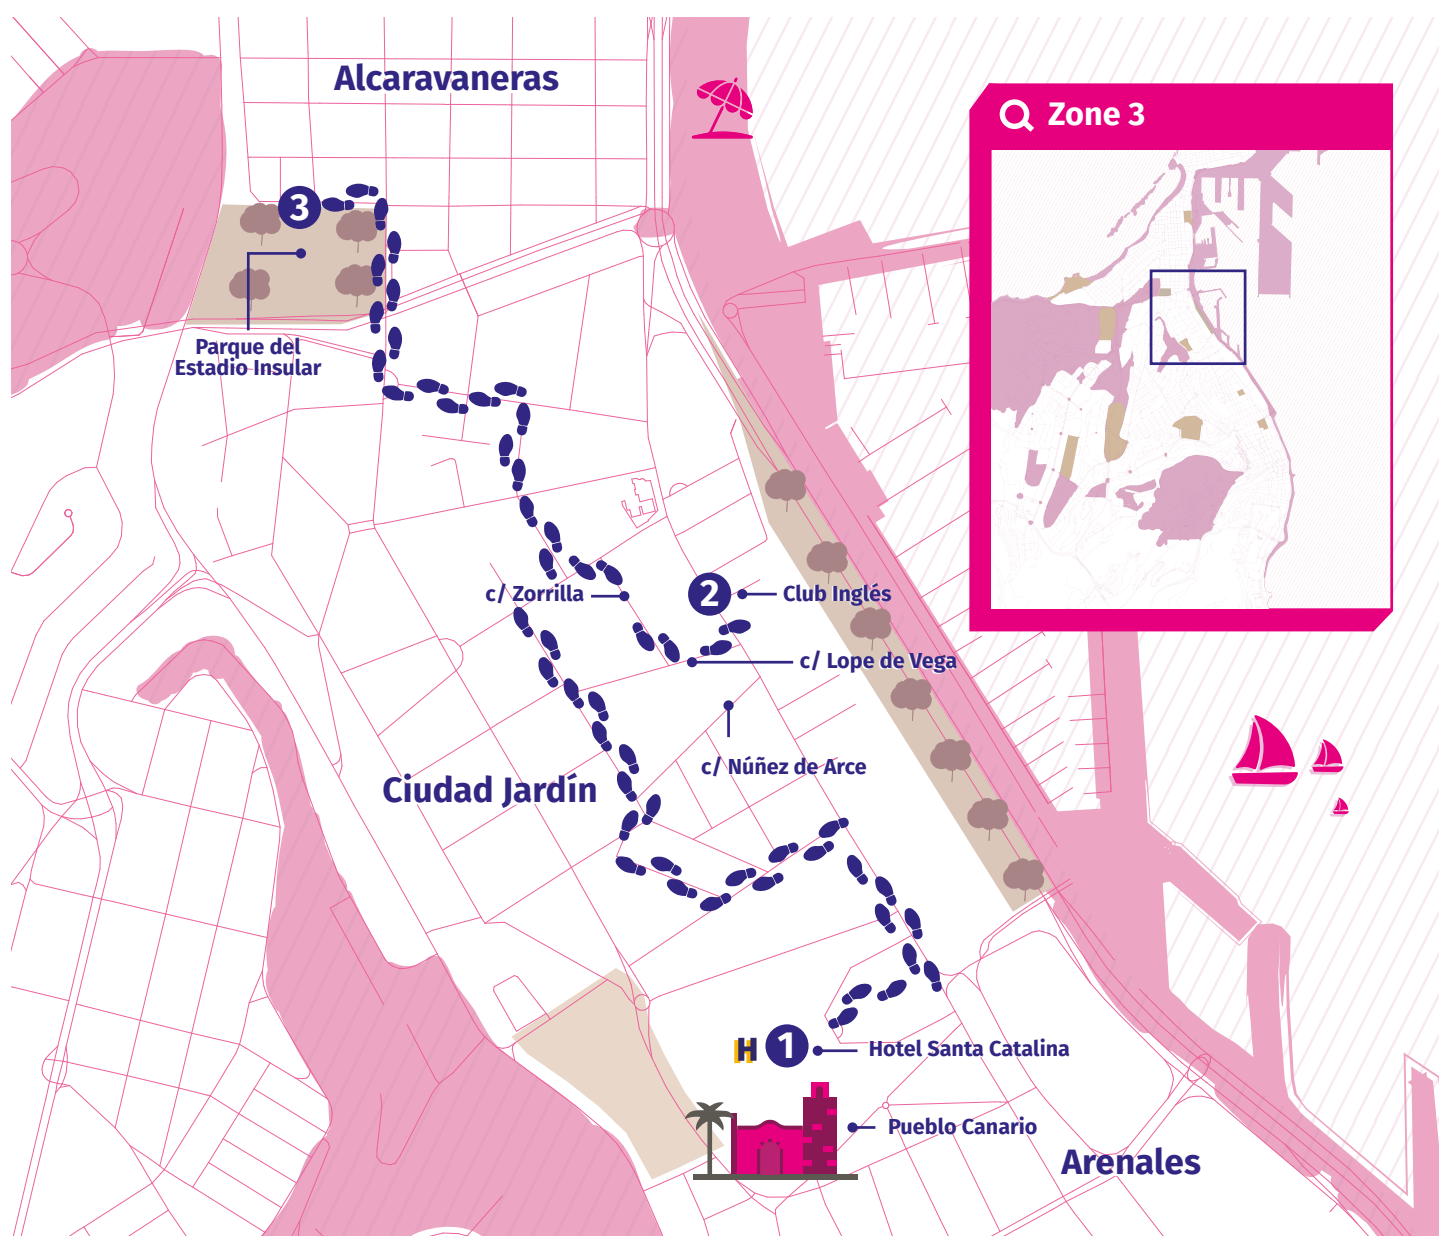 Alcaravaneras
Zone 3
3
Parque del
Estadio Insular
c/ Zorrilla
2
Club Inglés
c/ Lope de Vega
c/ Núñez de Arce
Ciudad Jardín
H
1
Hotel Santa Catalina
Pueblo Canario
Arenales